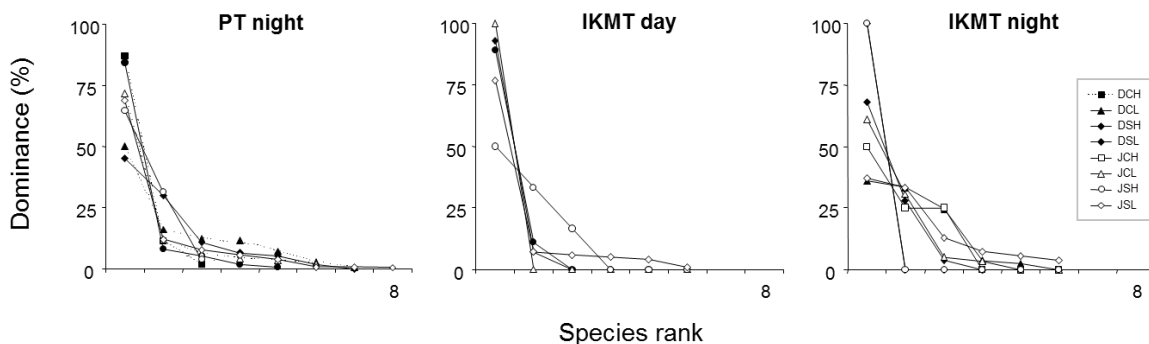 PT night
IKMT day
IKMT night
Dominance (%)
100
75
50
25
0
8
100
75
50
25
0
8
100
75
50
25
0
8
DCH
DCL
DSH
DSL
JCH
JCL
JSH
JSL
Species rank